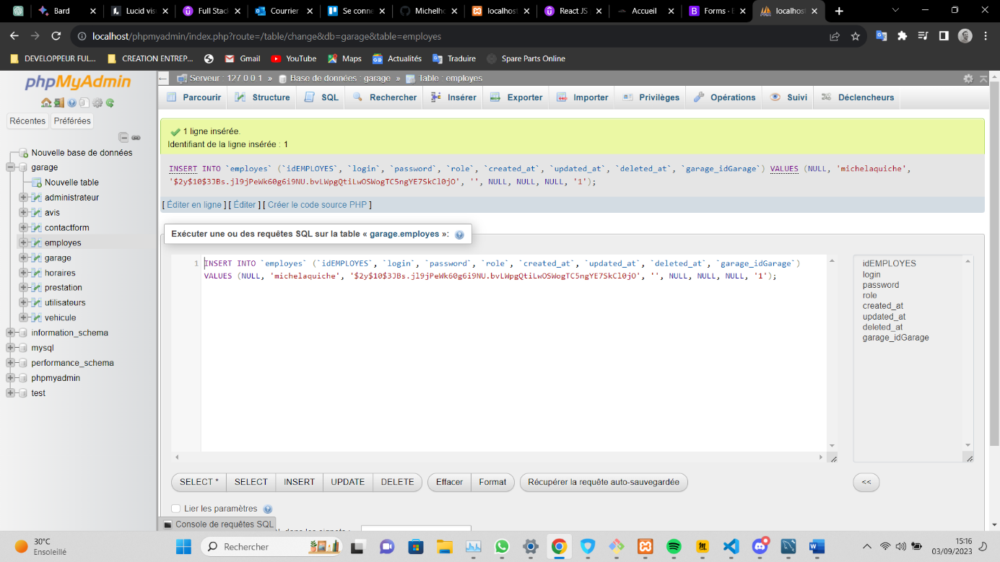 Bard
Lucid vis
Full Stac
Courrier
Se conne
Michelho
localhost
React JS
Accueil
Forms · B
localhost
localhost/phpmyadmin/index.php?route=/table/change&db=garage&table=employes
DEVELOPPEUR FUL...
CREATION ENTREP...
Gmail
YouTube
Maps
Actualités
Traduire
Spare Parts Online
phpMyAdmin
Récentes
Préférées
Nouvelle base de données
garage
Nouvelle table
administrateur
avis
contactform
employes
garage
horaires
prestation
utilisateurs
vehicule
information_schema
mysql
performance_schema
phpmyadmin
test
Serveur : 127.0.0.1 » Base de données : garage » Table : employes
Parcourir
Structure
SQL
Rechercher
Insérer
Exporter
Importer
Privilèges
Opérations
Suivi
Déclencheurs
1 ligne insérée.
Identifiant de la ligne insérée : 1
INSERT INTO `employes` (`idEMPLOYES`, `login`, `password`, `role`, `created_at`, `updated_at`, `deleted_at`, `garage_idGarage`) VALUES (NULL, 'michelaquiche',
'$2y$10$3JBs.jl9jPeWk60g6i9NU.bvLWpgQtiLwOSWogTC5ngYE7SkCl0jO', '', NULL, NULL, NULL, '1');
[ Éditer en ligne ] [ Éditer ] [ Créer le code source PHP ]
Exécuter une ou des requêtes SQL sur la table « garage.employes »:
1
INSERT INTO `employes` (`idEMPLOYES`, `login`, `password`, `role`, `created_at`, `updated_at`, `deleted_at`, `garage_idGarage`)
VALUES (NULL, 'michelaquiche', '$2y$10$3JBs.jl9jPeWk60g6i9NU.bvLWpgQtiLwOSWogTC5ngYE7SkCl0jO', '', NULL, NULL, NULL, '1');
idEMPLOYES
login
password
role
created_at
updated_at
deleted_at
garage_idGarage
SELECT *
SELECT
INSERT
UPDATE
DELETE
Effacer
Format
Récupérer la requête auto-sauvegardée
<<
Lier les paramètres
Console de requêtes SQL
30°C
Ensoleillé
Rechercher
15:16
03/09/2023